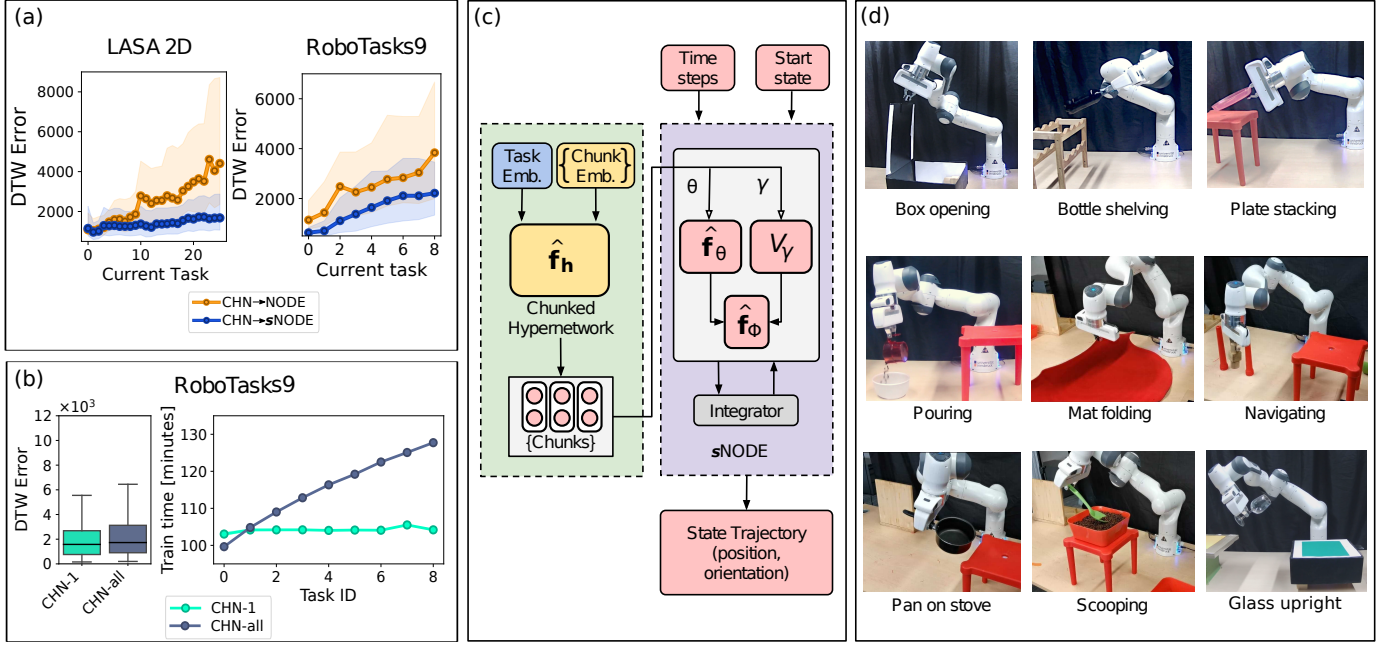 (a)
LASA 2D
DTW Error
8000
6000
4000
2000
0
10
20
Current Task
RoboTasks9
DTW Error
6000
4000
2000
0
2
4
6
8
Current task
CHN→NODE
CHN→sNODE
(b)
RoboTasks9
×10³
DTW Error
12
10
8
6
4
2
0
CHN-1
CHN-all
Train time [minutes]
130
120
110
100
0
2
4
6
8
Task ID
CHN-1
CHN-all
(c)
Time
steps
Start
state
Task
Emb.
{Chunk
Emb.}
θ
γ
f̂h
f̂θ
Vγ
f̂Φ
Chunked
Hypernetwork
{Chunks}
Integrator
sNODE
State Trajectory
(position,
orientation)
(d)
Box opening
Bottle shelving
Plate stacking
Pouring
Mat folding
Navigating
Pan on stove
Scooping
Glass upright